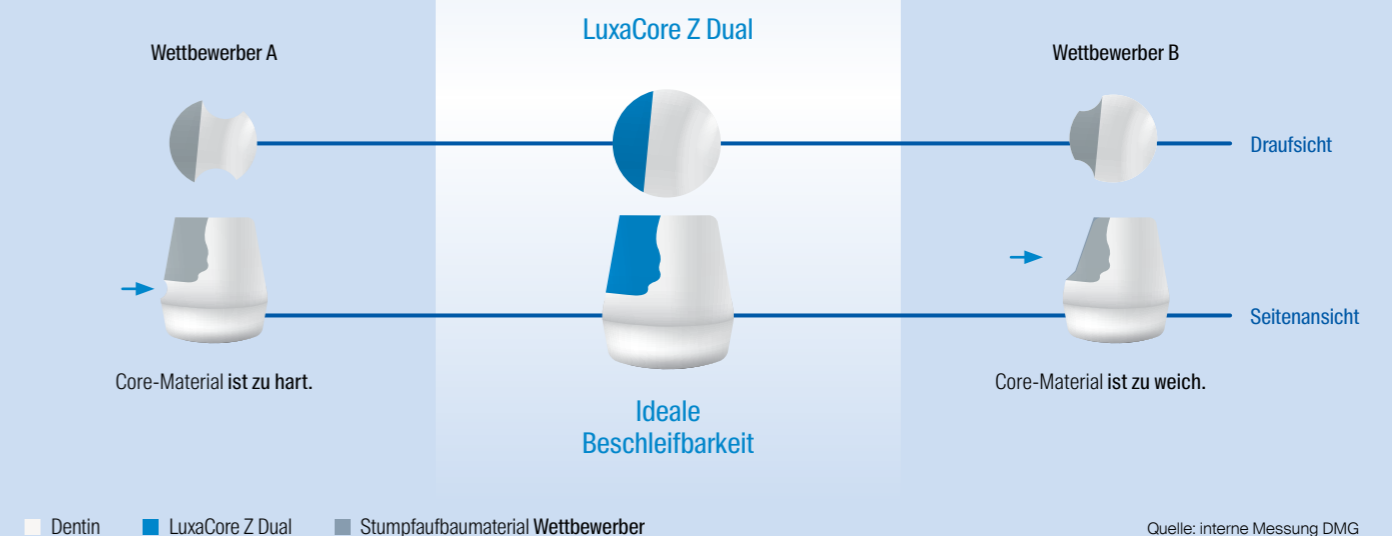 LuxaCore Z Dual
Wettbewerber A
Wettbewerber B
Draufsicht
Seitenansicht
Core-Material ist zu hart.
Core-Material ist zu weich.
Ideale
Beschleifbarkeit
Dentin
LuxaCore Z Dual
Stumpfaufbaumaterial Wettbewerber
Quelle: interne Messung DMG